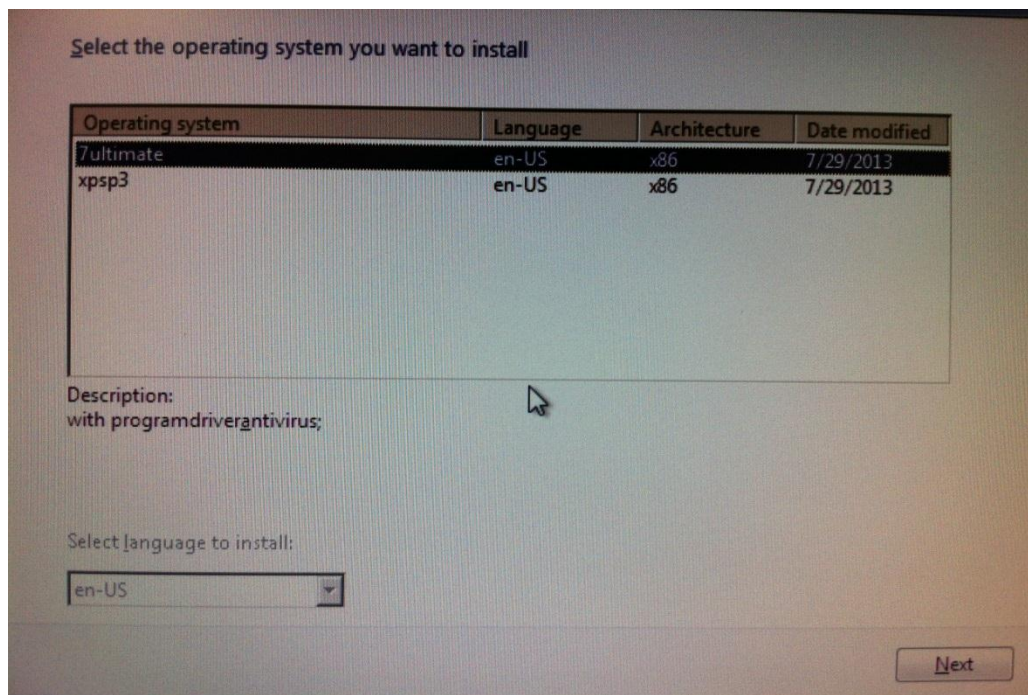 Select the operating system you want to install
Operating system Language Architecture Date modified
7ultimate en-US x86 7/29/2013
xpsp3 en-US x86 7/29/2013
Description:
with programdriverantivirus;
Select language to install:
en-US
Next